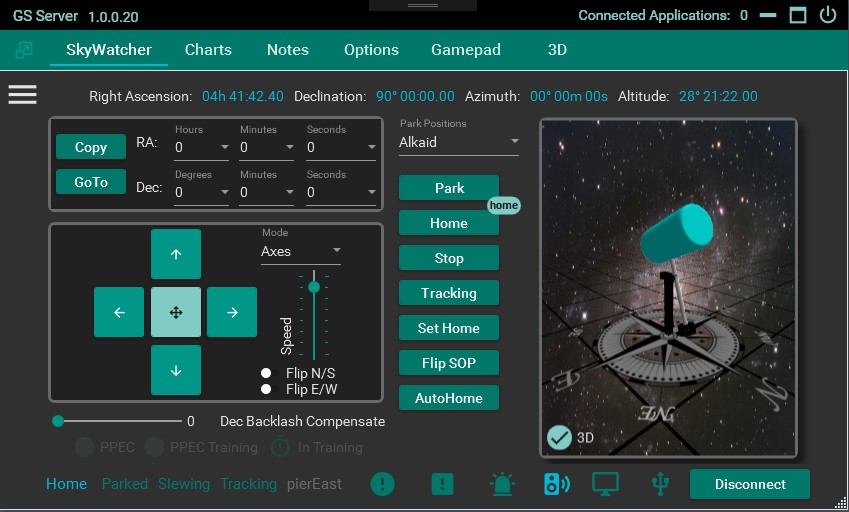 GS Server 1.0.0.20 Connected Applications: 0
SkyWatcher Charts Notes Options Gamepad 3D
Right Ascension: 04h 41:42.40 Declination: 90° 00:00.00 Azimuth: 00° 00m 00s Altitude: 28° 21:22.00
Copy
GoTo
RA:
Hours Minutes Seconds
0 0 0
Dec:
Degrees Minutes Seconds
0 0 0
Mode
Axes
Speed
Flip N/S
Flip E/W
0 Dec Backlash Compensate
PPEC PPEC Training In Training
Park Positions
Alkaid
Park
home
Home
Stop
Tracking
Set Home
Flip SOP
AutoHome
E
NE
N
3D
Home Parked Slewing Tracking pierEast
Disconnect